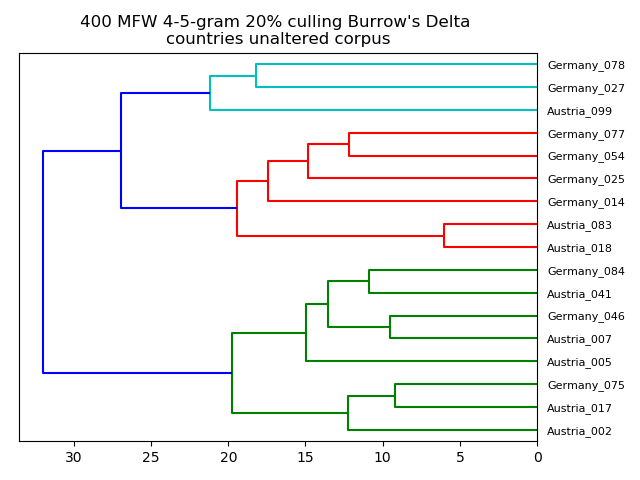 400 MFW 4-5-gram 20% culling Burrow's Delta
countries unaltered corpus
Germany_078
Germany_027
Austria_099
Germany_077
Germany_054
Germany_025
Germany_014
Austria_083
Austria_018
Germany_084
Austria_041
Germany_046
Austria_007
Austria_005
Germany_075
Austria_017
Austria_002
30 25 20 15 10 5 0